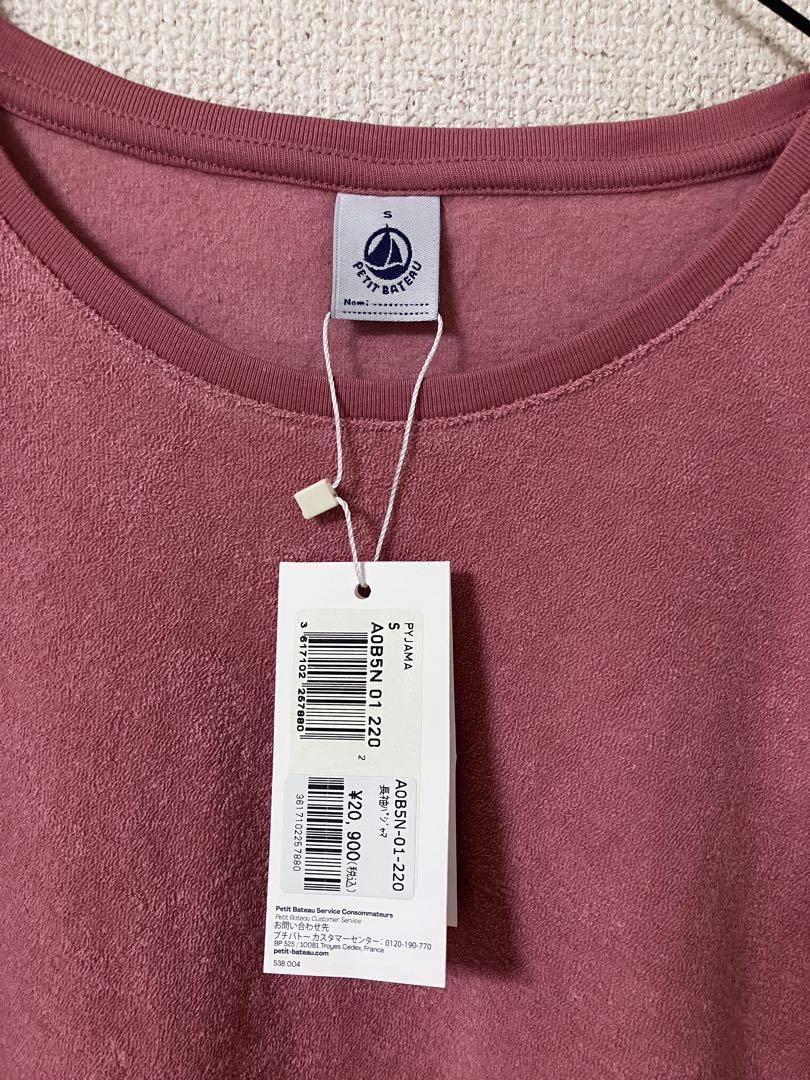 S
PETIT BATEAU
Nom:
PYJAMA
S
A0B5N 01 220
2
3 617102 257880
A0B5N-01-220
長袖ﾊﾟｼﾞｬﾏ
¥20,900(税込)
3617102257880
Petit Bateau Service Consommateurs
Petit Bateau Customer Service
お問い合わせ先
プチバトー カスタマーセンター: 0120-190-770
BP 525 / 10081 Troyes Cedex, France
petit-bateau.com
538 004